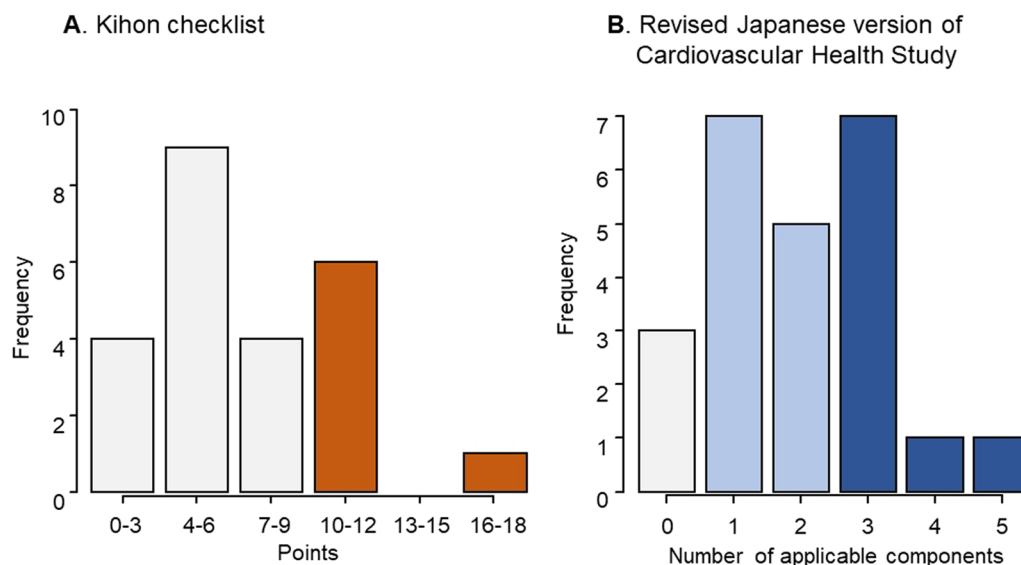 A. Kihon checklist
10
8
6
4
2
0
Frequency
0-3 4-6 7-9 10-12 13-15 16-18
Points
B. Revised Japanese version of
Cardiovascular Health Study
7
6
5
4
3
2
1
0
Frequency
0 1 2 3 4 5
Number of applicable components